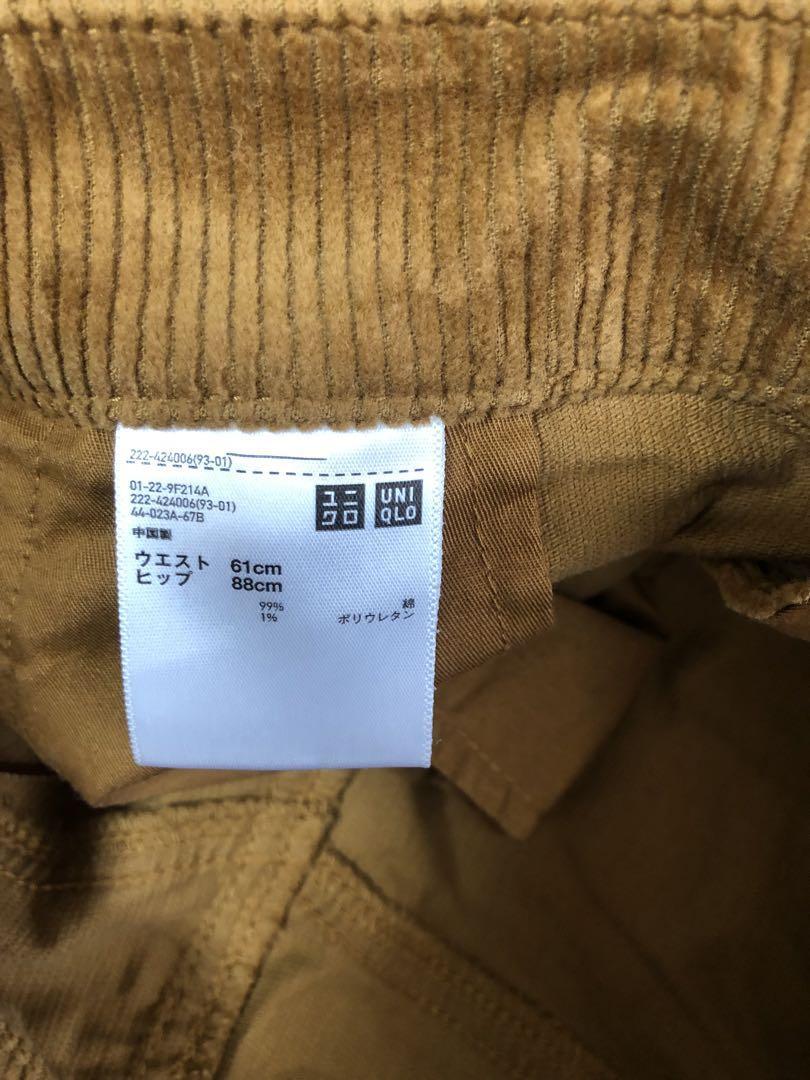 222-424006(93-01)
01-22-9F214A
222-424006(93-01)
44-023A-67B
中国製
ユニクロ
UNIQLO
ウエスト 61cm
ヒップ 88cm
99% 綿
1% ポリウレタン